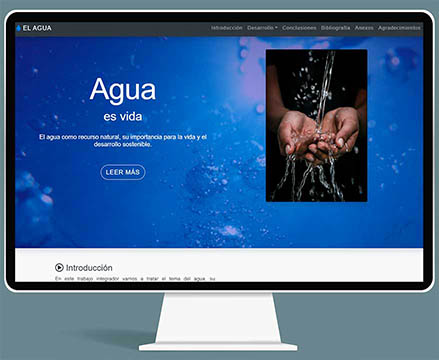 EL AGUA
Introducción Desarrollo Conclusiones Bibliografía Anexos Agradecimientos
Agua
es vida
El agua como recurso natural, su importancia para la vida y el
desarrollo sostenible.
LEER MÁS
Introducción
En este trabajo integrador vamos a tratar el tema del agua, su